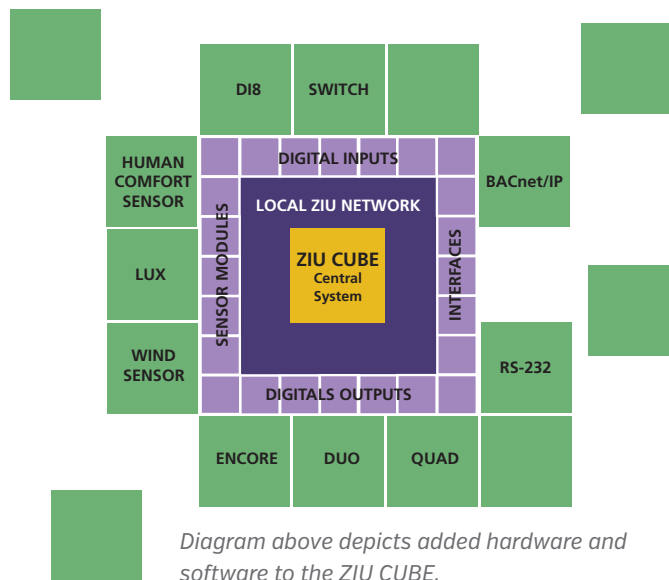 DI8
SWITCH
DIGITAL INPUTS
HUMAN
COMFORT
SENSOR
BACnet/IP
LOCAL ZIU NETWORK
SENSOR MODULES
ZIU CUBE
Central
System
INTERFACES
LUX
WIND
SENSOR
RS-232
DIGITALS OUTPUTS
ENCORE
DUO
QUAD
Diagram above depicts added hardware and
software to the ZIU CUBE.